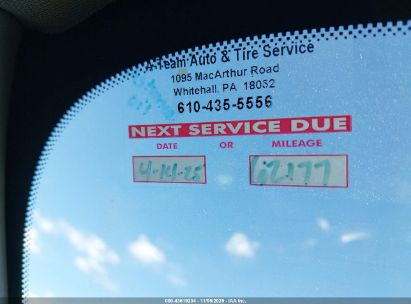 A-Team Auto & Tire Service
1095 MacArthur Road
Whitehall, PA 18052
610-435-5556
NEXT SERVICE DUE
DATE OR MILEAGE
4-14-25 62177